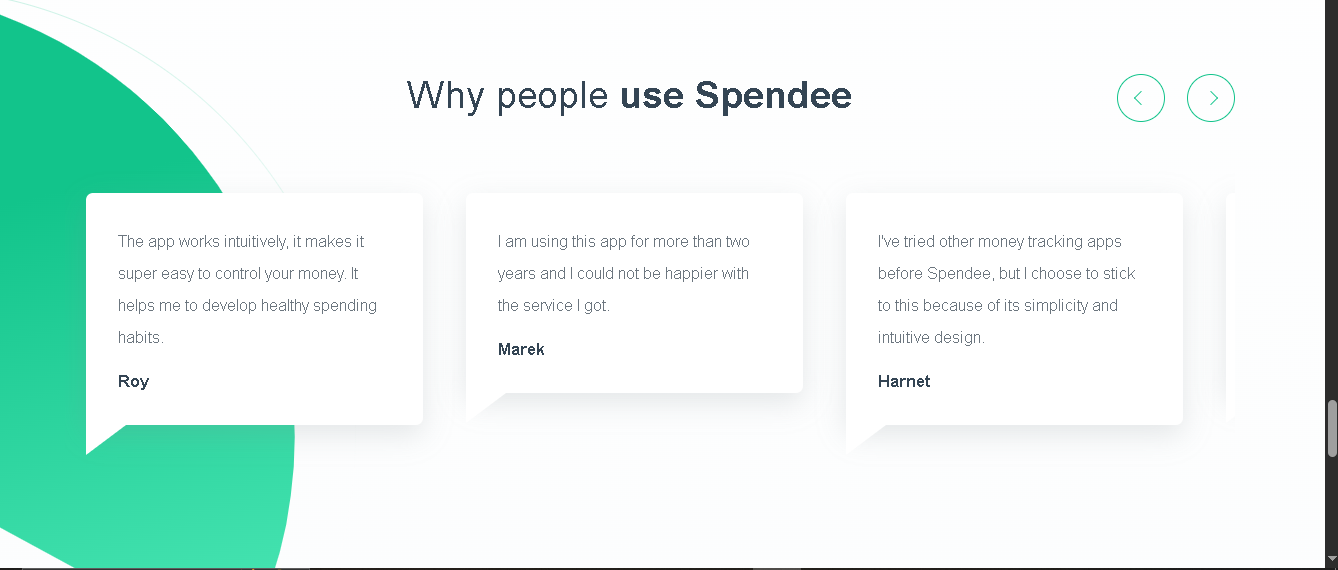 Why people use Spendee
The app works intuitively, it makes it
super easy to control your money. It
helps me to develop healthy spending
habits.
Roy
I am using this app for more than two
years and I could not be happier with
the service I got.
Marek
I've tried other money tracking apps
before Spendee, but I choose to stick
to this because of its simplicity and
intuitive design.
Harnet